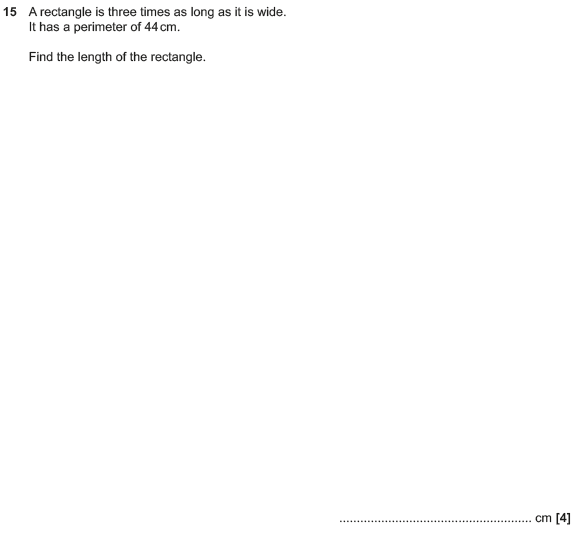 15 A rectangle is three times as long as it is wide.
It has a perimeter of 44 cm.
Find the length of the rectangle.
........................................................ cm [4]